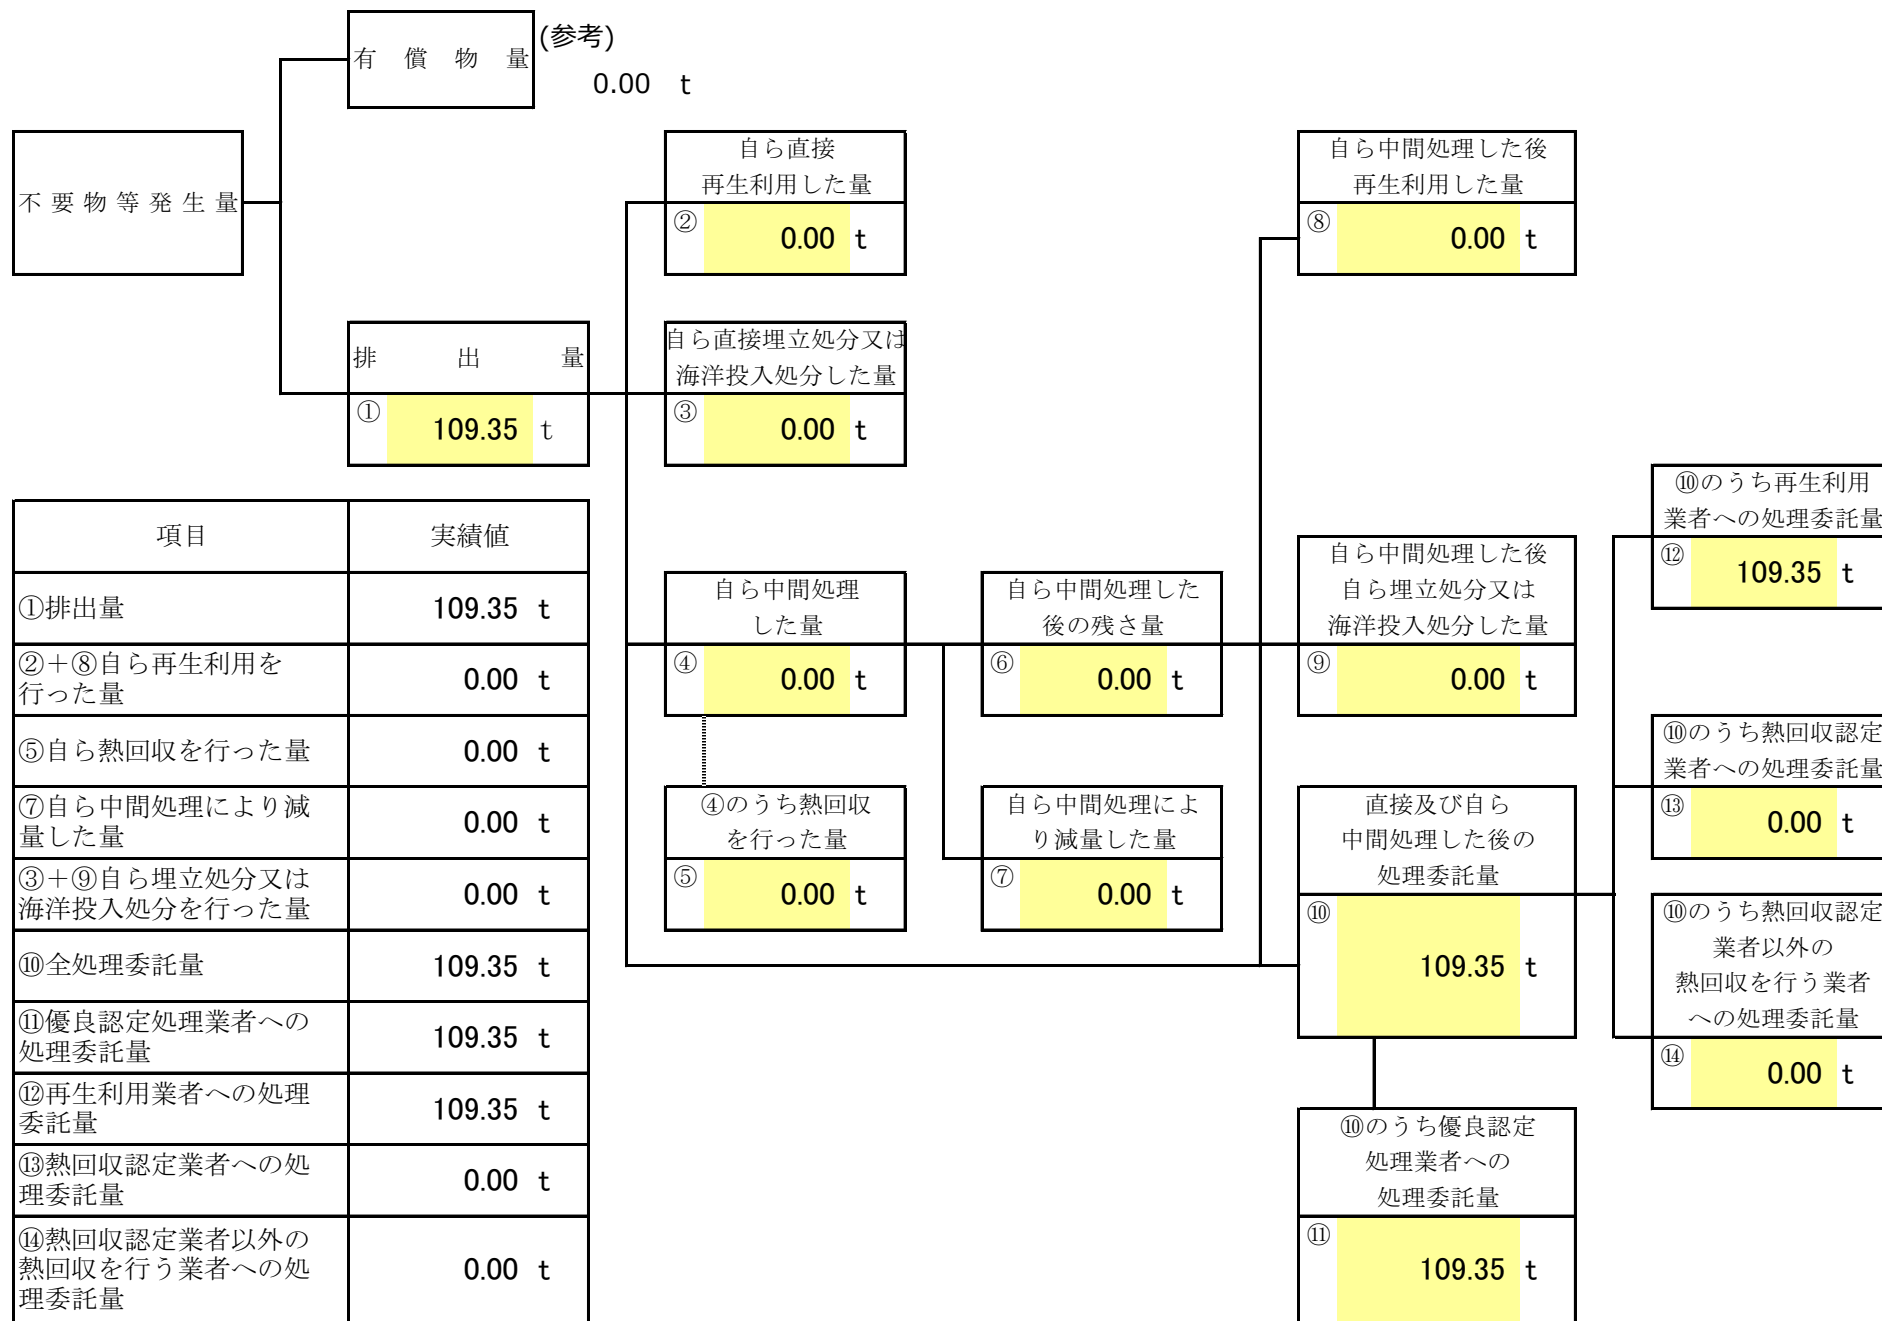 有償物量
(参考)
0.00 t
不要物等発生量
自ら直接
再生利用した量
② 0.00 t
自ら中間処理した後
再生利用した量
⑧ 0.00 t
排出量
① 109.35 t
自ら直接埋立処分又は
海洋投入処分した量
③ 0.00 t
⑩のうち再生利用
業者への処理委託量
⑫ 109.35 t
自ら中間処理
した量
④ 0.00 t
自ら中間処理した
後の残さ量
⑥ 0.00 t
自ら中間処理した後
自ら埋立処分又は
海洋投入処分した量
⑨ 0.00 t
⑩のうち熱回収認定
業者への処理委託量
⑬ 0.00 t
④のうち熱回収
を行った量
⑤ 0.00 t
自ら中間処理によ
り減量した量
⑦ 0.00 t
直接及び自ら
中間処理した後の
処理委託量
⑩ 109.35 t
⑩のうち熱回収認定
業者以外の
熱回収を行う業者
への処理委託量
⑭ 0.00 t
⑩のうち優良認定
処理業者への
処理委託量
⑪ 109.35 t
項目 実績値
①排出量 109.35 t
②+⑧自ら再生利用を
行った量 0.00 t
⑤自ら熱回収を行った量 0.00 t
⑦自ら中間処理により減
量した量 0.00 t
③+⑨自ら埋立処分又は
海洋投入処分を行った量 0.00 t
⑩全処理委託量 109.35 t
⑪優良認定処理業者への
処理委託量 109.35 t
⑫再生利用業者への処理
委託量 109.35 t
⑬熱回収認定業者への処
理委託量 0.00 t
⑭熱回収認定業者以外の
熱回収を行う業者への処
理委託量 0.00 t